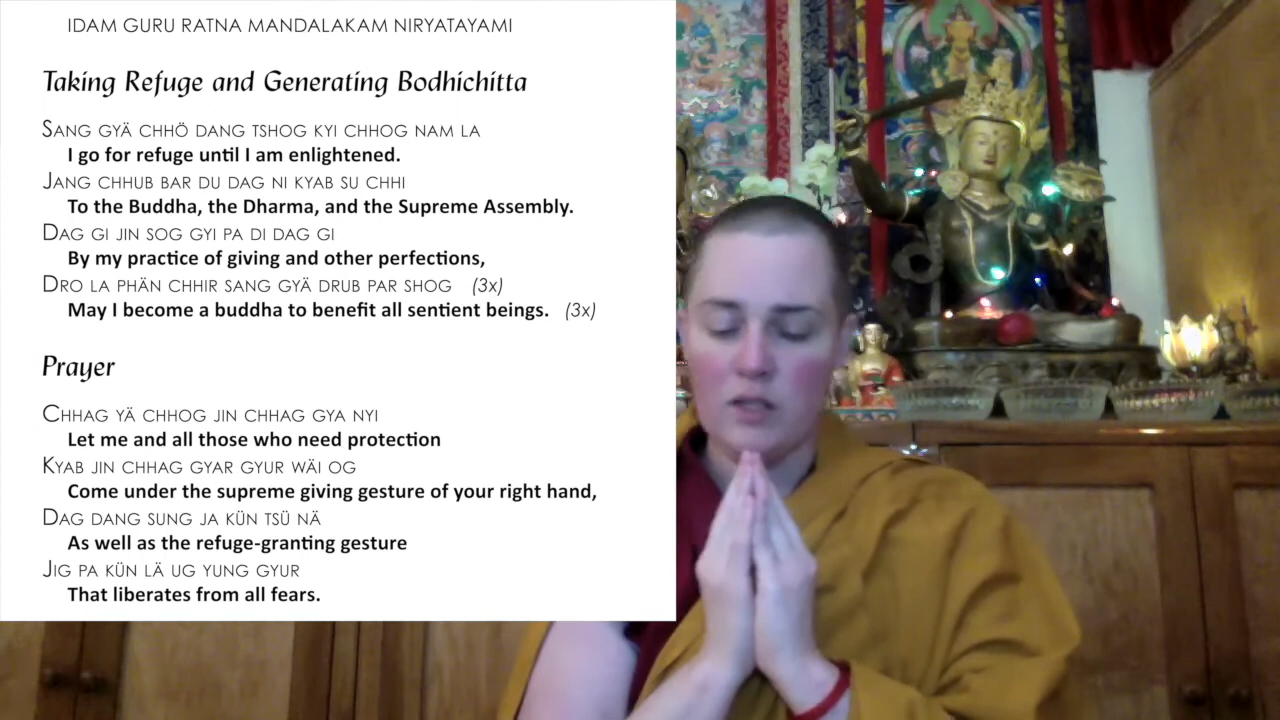 IDAM GURU RATNA MANDALAKAM NIRYATAYAMI
Taking Refuge and Generating Bodhichitta
SANG GYÄ CHHÖ DANG TSHOG KYI CHHOG NAM LA
I go for refuge until I am enlightened.
JANG CHHUB BAR DU DAG NI KYAB SU CHHI
To the Buddha, the Dharma, and the Supreme Assembly.
DAG GI JIN SOG GYI PA DI DAG GI
By my practice of giving and other perfections,
DRO LA PHÄN CHHIR SANG GYÄ DRUB PAR SHOG (3x)
May I become a buddha to benefit all sentient beings. (3x)
Prayer
CHHAG YÄ CHHOG JIN CHHAG GYA NYI
Let me and all those who need protection
KYAB JIN CHHAG GYAR GYUR WÄI OG
Come under the supreme giving gesture of your right hand,
DAG DANG SUNG JA KÜN TSÜ NÄ
As well as the refuge-granting gesture
JIG PA KÜN LÄ UG YUNG GYUR
That liberates from all fears.